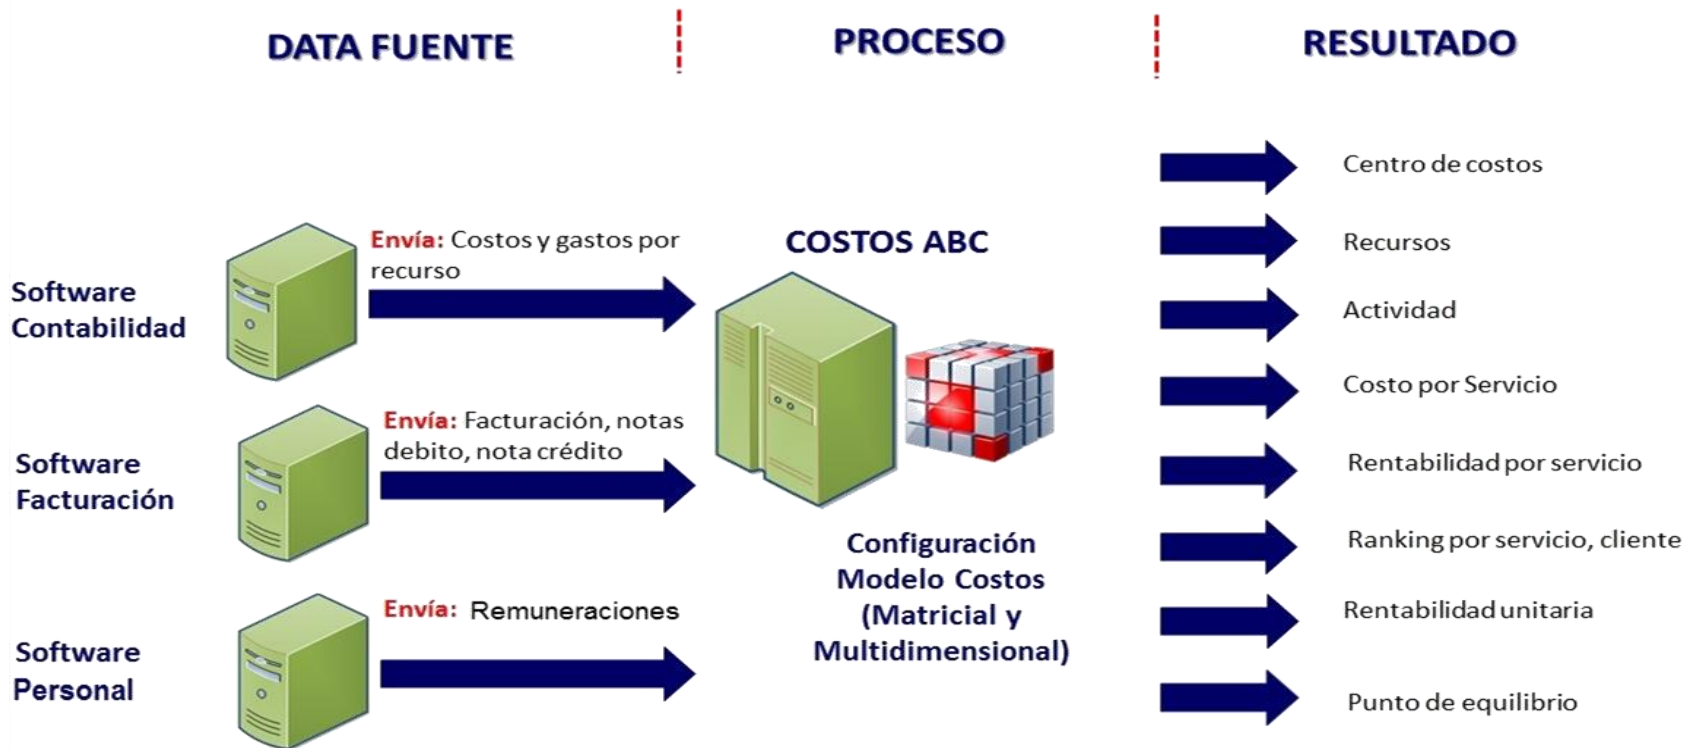 DATA FUENTE
PROCESO
RESULTADO
Software
Contabilidad
Envía: Costos y gastos por
recurso
Software
Facturación
Envía: Facturación, notas
debito, nota crédito
Software
Personal
Envía: Remuneraciones
COSTOS ABC
Configuración
Modelo Costos
(Matricial y
Multidimensional)
Centro de costos
Recursos
Actividad
Costo por Servicio
Rentabilidad por servicio
Ranking por servicio, cliente
Rentabilidad unitaria
Punto de equilibrio